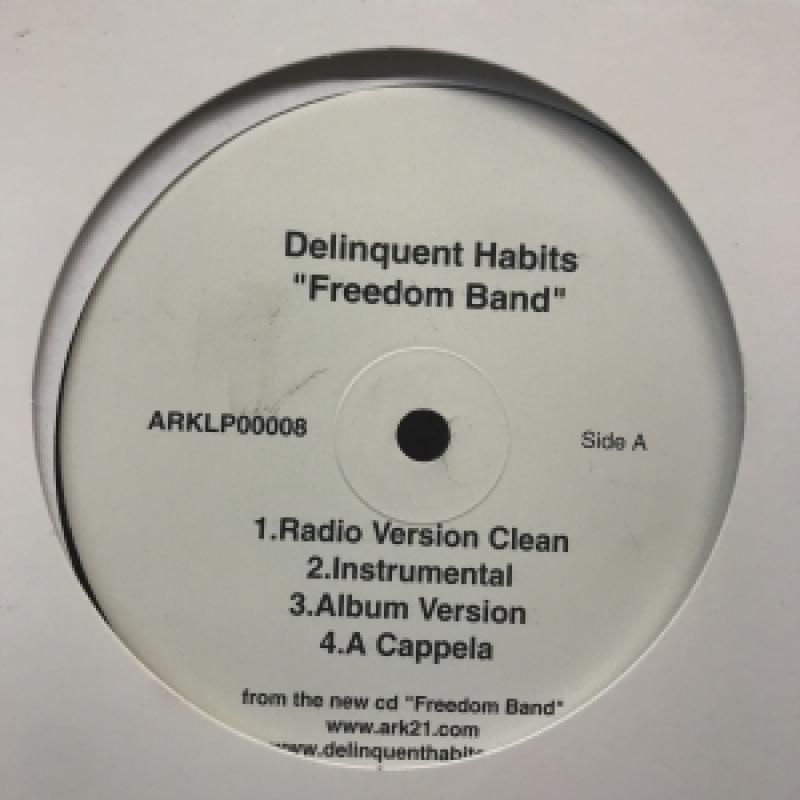 Delinquent Habits
"Freedom Band"
ARKLP00008
Side A
1.Radio Version Clean
2.Instrumental
3.Album Version
4.A Cappela
from the new cd "Freedom Band"
www.ark21.com